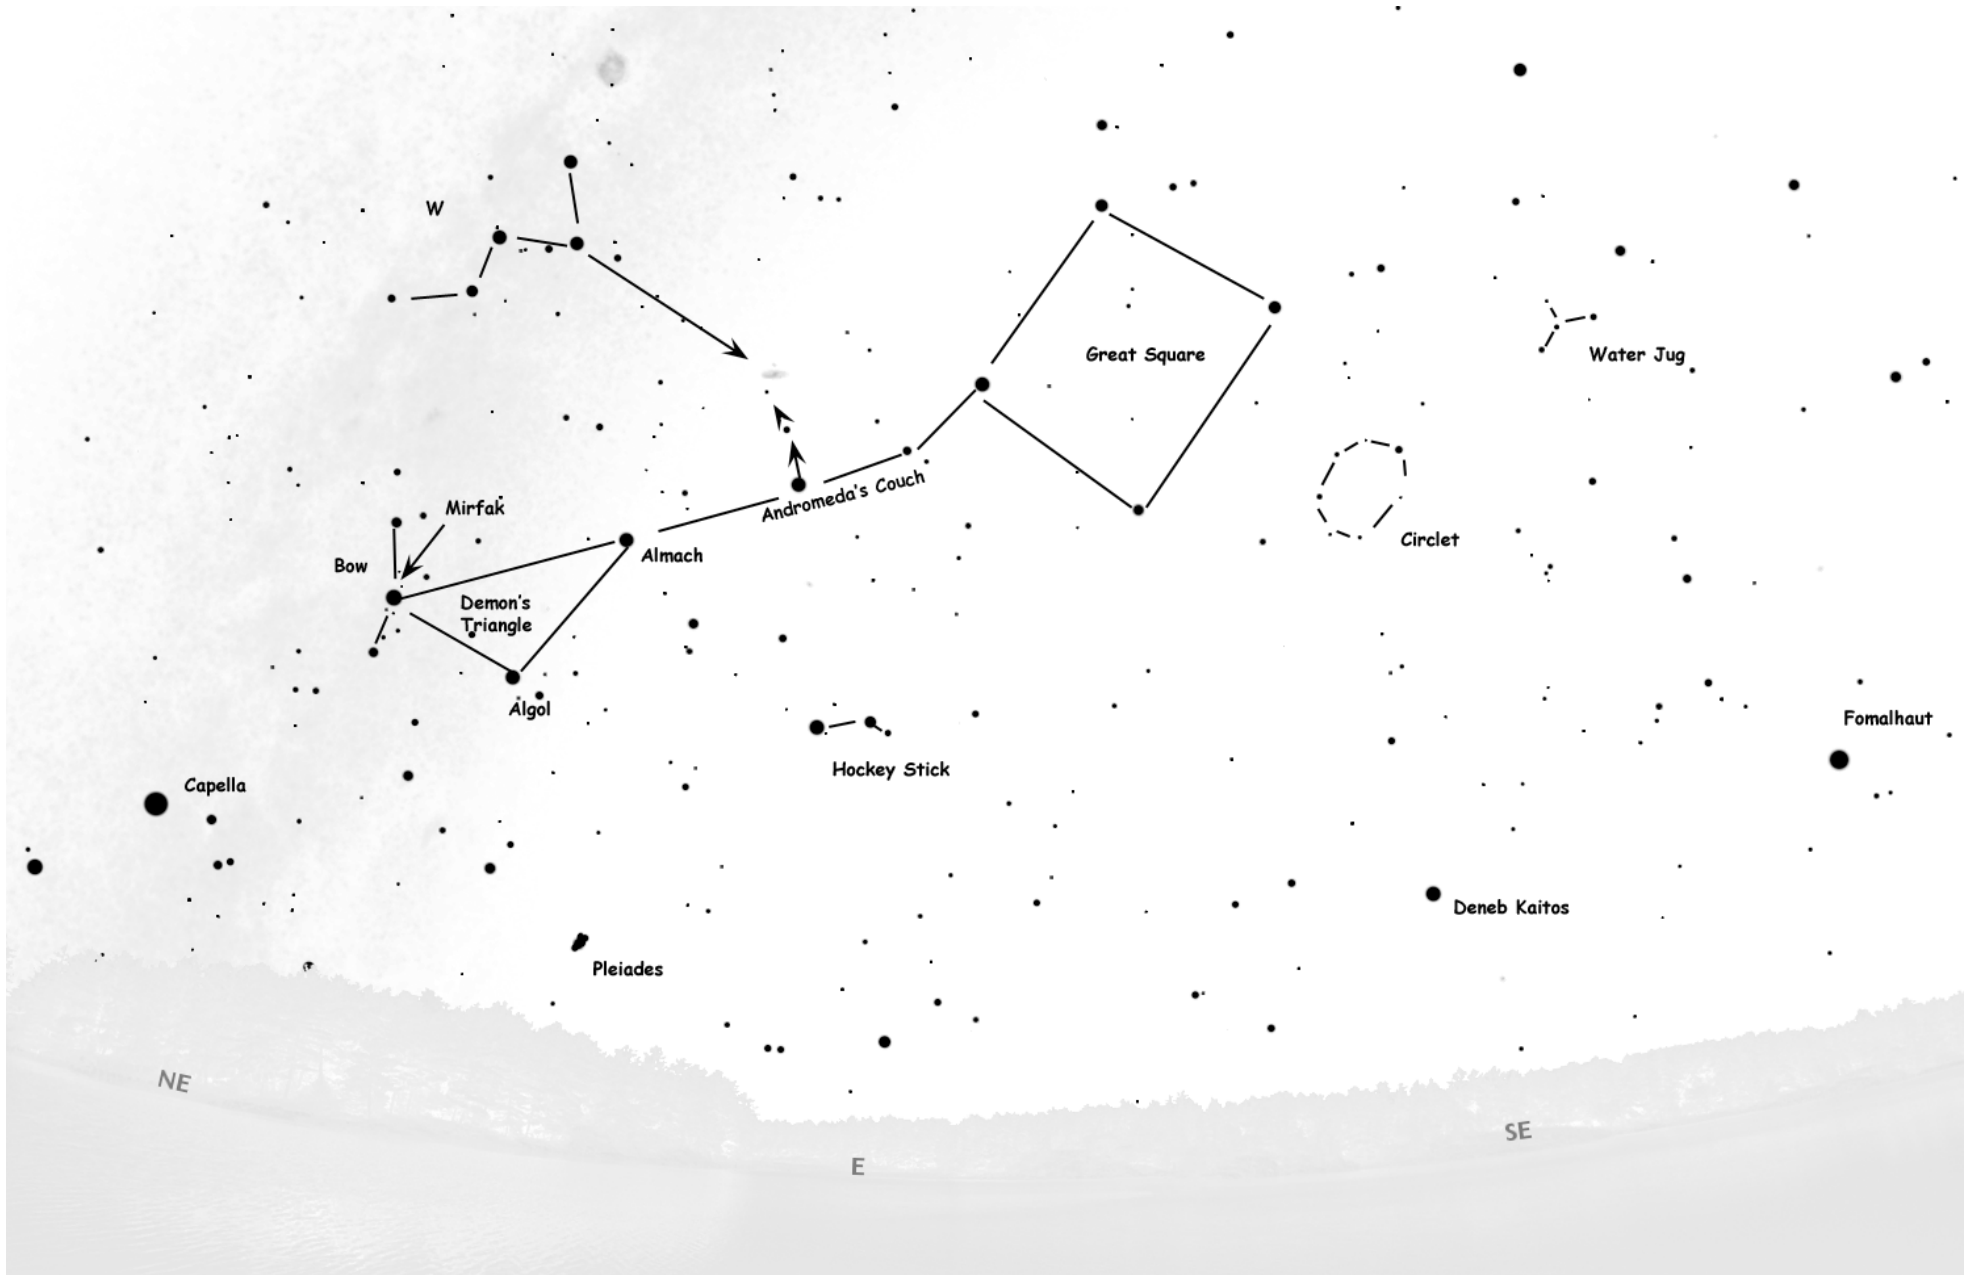 W
Great Square
Water Jug
Andromeda's Couch
Mirfak
Circlet
Almach
Bow
Demon's
Triangle
Algol
Fomalhaut
Hockey Stick
Capella
Deneb Kaitos
Pleiades
NE
SE
E